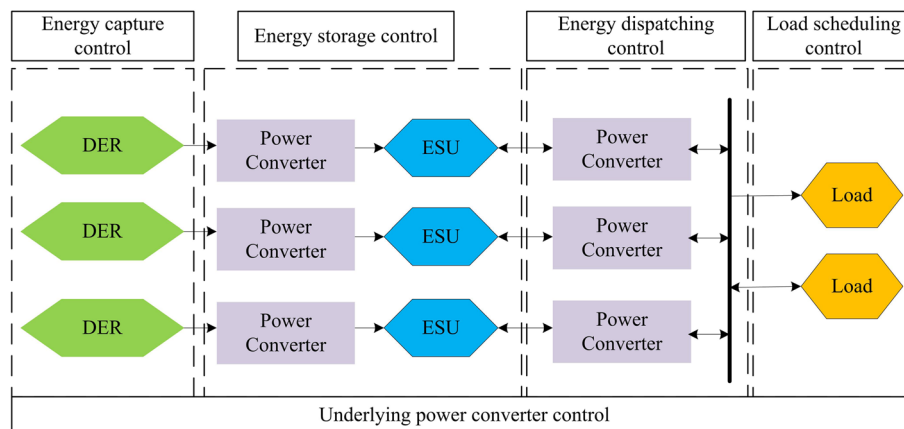 Energy capture
control
Energy storage control
Energy dispatching
control
Load scheduling
control
DER
Power
Converter
ESU
Power
Converter
Load
DER
Power
Converter
ESU
Power
Converter
Load
DER
Power
Converter
ESU
Power
Converter
Underlying power converter control